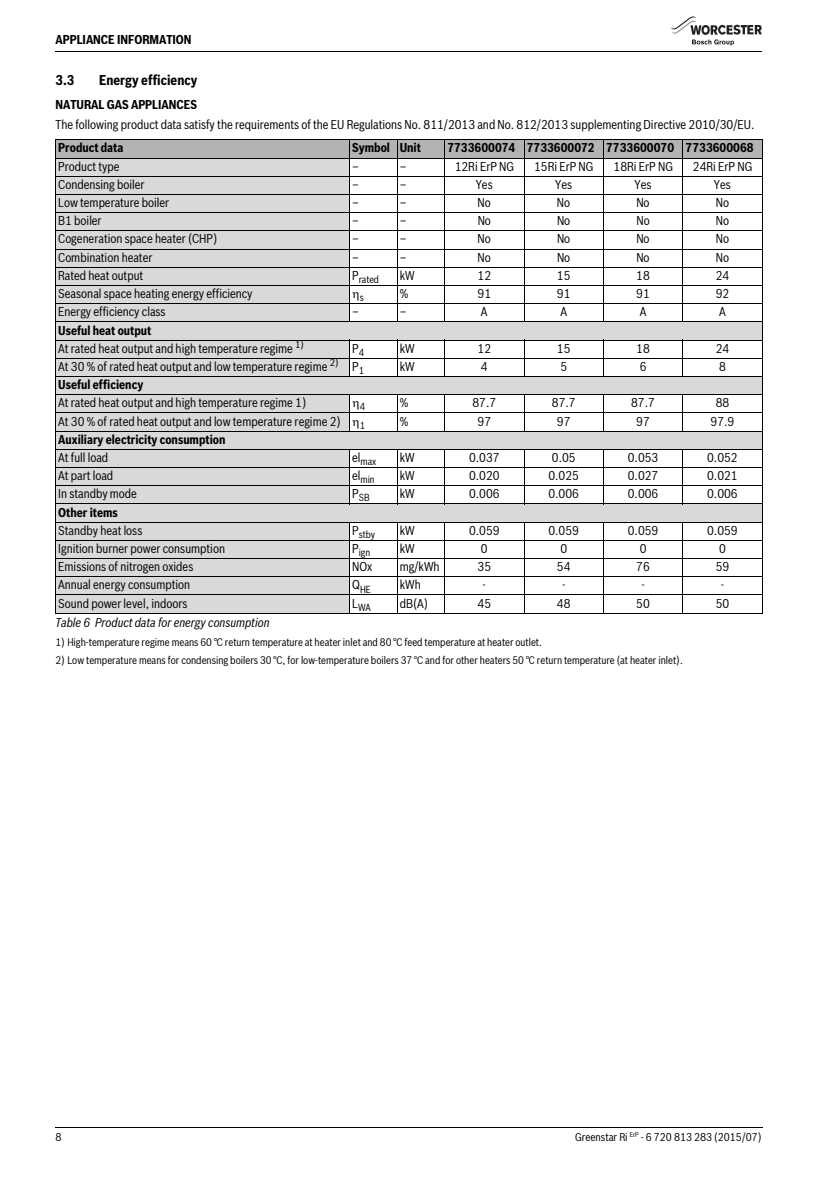 APPLIANCE INFORMATION
WORCESTER
Bosch Group
3.3 Energy efficiency
NATURAL GAS APPLIANCES
The following product data satisfy the requirements of the EU Regulations No. 811/2013 and No. 812/2013 supplementing Directive 2010/30/EU.
Product data Symbol Unit 7733600074 7733600072 7733600070 7733600068
Product type – – 12Ri ErP NG 15Ri ErP NG 18Ri ErP NG 24Ri ErP NG
Condensing boiler – – Yes Yes Yes Yes
Low temperature boiler – – No No No No
B1 boiler – – No No No No
Cogeneration space heater (CHP) – – No No No No
Combination heater – – No No No No
Rated heat output Prated kW 12 15 18 24
Seasonal space heating energy efficiency ηs % 91 91 91 92
Energy efficiency class – – A A A A
Useful heat output
At rated heat output and high temperature regime 1) P4 kW 12 15 18 24
At 30 % of rated heat output and low temperature regime 2) P1 kW 4 5 6 8
Useful efficiency
At rated heat output and high temperature regime 1) η4 % 87.7 87.7 87.7 88
At 30 % of rated heat output and low temperature regime 2) η1 % 97 97 97 97.9
Auxiliary electricity consumption
At full load elmax kW 0.037 0.05 0.053 0.052
At part load elmin kW 0.020 0.025 0.027 0.021
In standby mode PSB kW 0.006 0.006 0.006 0.006
Other items
Standby heat loss Pstby kW 0.059 0.059 0.059 0.059
Ignition burner power consumption Pign kW 0 0 0 0
Emissions of nitrogen oxides NOx mg/kWh 35 54 76 59
Annual energy consumption QHE kWh - - - -
Sound power level, indoors LWA dB(A) 45 48 50 50
Table 6 Product data for energy consumption
1) High-temperature regime means 60 °C return temperature at heater inlet and 80 °C feed temperature at heater outlet.
2) Low temperature means for condensing boilers 30 °C, for low-temperature boilers 37 °C and for other heaters 50 °C return temperature (at heater inlet).
8 Greenstar Ri ErP - 6 720 813 283 (2015/07)